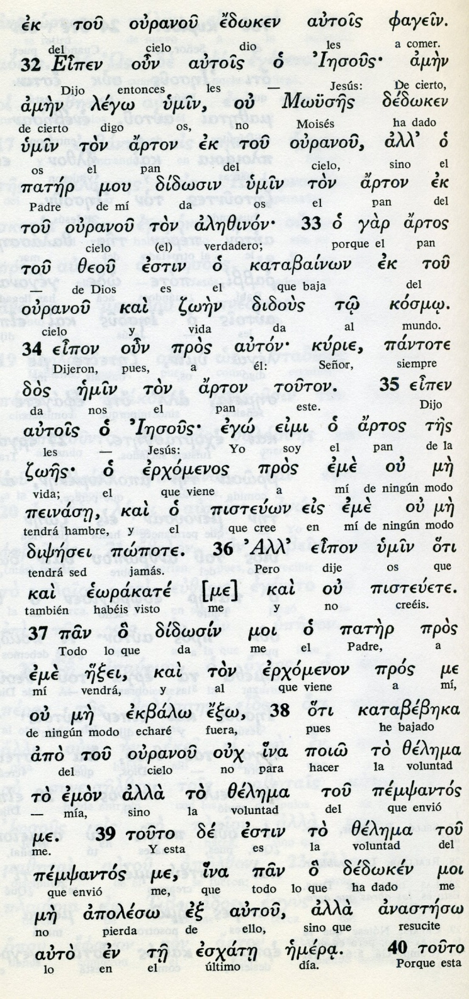 ἐκ τοῦ οὐρανοῦ ἔδωκεν αὐτοῖς φαγεῖν.
del cielo dio les a comer.
32 Εἶπεν οὖν αὐτοῖς ὁ Ἰησοῦς· ἀμὴν
Dijo entonces les — Jesús: De cierto,
ἀμὴν λέγω ὑμῖν, οὐ Μωϋσῆς δέδωκεν
de cierto digo os, no Moisés ha dado
ὑμῖν τὸν ἄρτον ἐκ τοῦ οὐρανοῦ, ἀλλ’ ὁ
os el pan del cielo, sino el
πατήρ μου δίδωσιν ὑμῖν τὸν ἄρτον ἐκ
Padre de mí da os el pan del
τοῦ οὐρανοῦ τὸν ἀληθινόν· 33 ὁ γὰρ ἄρτος
cielo (el) verdadero; porque el pan
τοῦ θεοῦ ἐστιν ὁ καταβαίνων ἐκ τοῦ
— de Dios es el que baja del
οὐρανοῦ καὶ ζωὴν διδοὺς τῷ κόσμῳ.
cielo y vida da al mundo.
34 εἶπον οὖν πρὸς αὐτόν· κύριε, πάντοτε
Dijeron, pues, a él: Señor, siempre
δὸς ἡμῖν τὸν ἄρτον τοῦτον. 35 εἶπεν
da nos el pan este. Dijo
αὐτοῖς ὁ Ἰησοῦς· ἐγώ εἰμι ὁ ἄρτος τῆς
les — Jesús: Yo soy el pan de la
ζωῆς· ὁ ἐρχόμενος πρὸς ἐμὲ οὐ μὴ
vida; el que viene a mí de ningún modo
πεινάσῃ, καὶ ὁ πιστεύων εἰς ἐμὲ οὐ μὴ
tendrá hambre, y el que cree en mí de ningún modo
διψήσει πώποτε. 36 Ἀλλ’ εἶπον ὑμῖν ὅτι
tendrá sed jamás. Pero dije os que
καὶ ἑωράκατέ [με] καὶ οὐ πιστεύετε.
también habéis visto me y no creéis.
37 πᾶν ὃ δίδωσίν μοι ὁ πατὴρ πρὸς
Todo lo que da me el Padre, a
ἐμὲ ἥξει, καὶ τὸν ἐρχόμενον πρός με
mí vendrá, y al que viene a mí,
οὐ μὴ ἐκβάλω ἔξω, 38 ὅτι καταβέβηκα
de ningún modo echaré fuera, pues he bajado
ἀπὸ τοῦ οὐρανοῦ οὐχ ἵνα ποιῶ τὸ θέλημα
del cielo no para hacer la voluntad
τὸ ἐμὸν ἀλλὰ τὸ θέλημα τοῦ πέμψαντός
— mía, sino la voluntad del que envió
με. 39 τοῦτο δέ ἐστιν τὸ θέλημα τοῦ
me. Y esta es la voluntad del
πέμψαντός με, ἵνα πᾶν ὃ δέδωκέν μοι
que envió me, que todo lo que ha dado me
μὴ ἀπολέσω ἐξ αὐτοῦ, ἀλλὰ ἀναστήσω
no pierda de ello, sino que resucite
αὐτὸ ἐν τῇ ἐσχάτῃ ἡμέρᾳ. 40 τοῦτο
lo en el último día. Porque esta